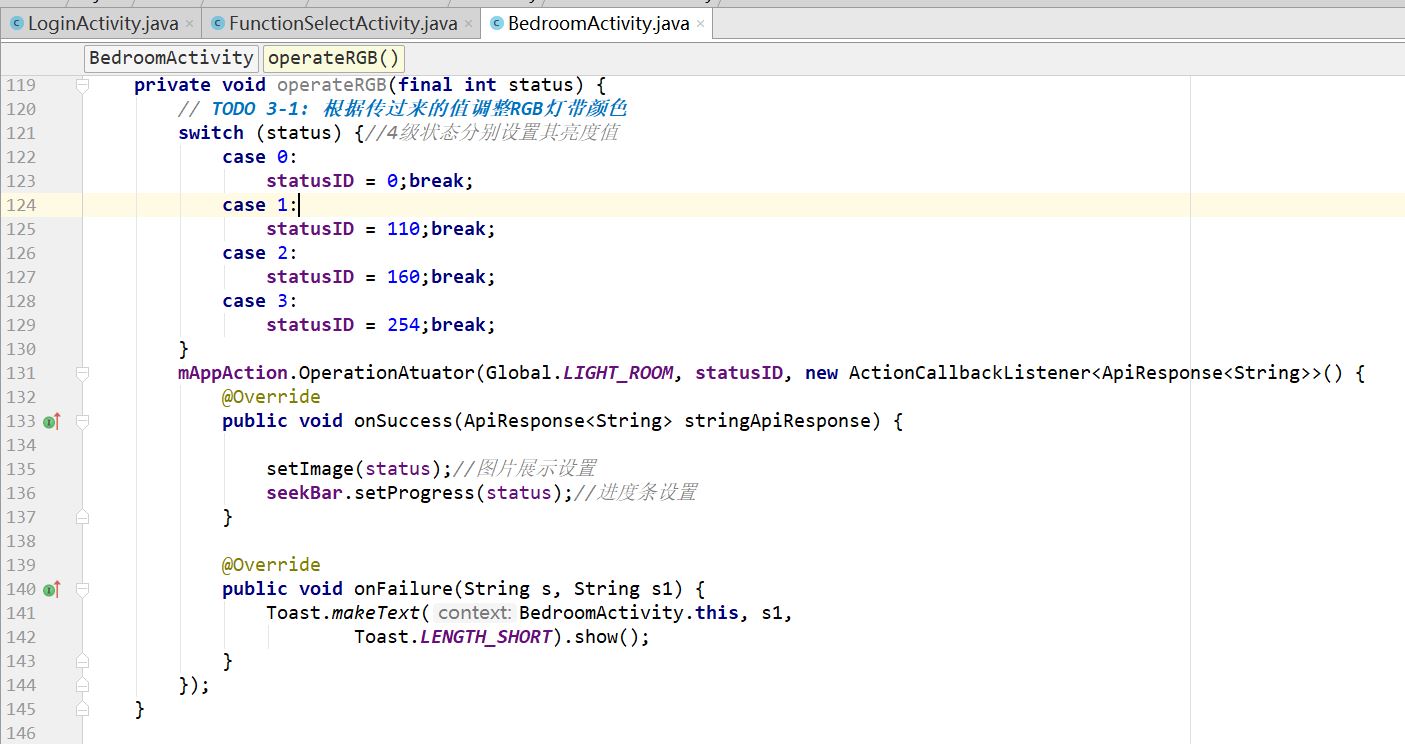 LoginActivity.java × FunctionSelectActivity.java × BedroomActivity.java ×
BedroomActivity operateRGB()
119 private void operateRGB(final int status) {
120 // TODO 3-1: 根据传过来的值调整RGB灯带颜色
121 switch (status) {//4级状态分别设置其亮度值
122 case 0:
123 statusID = 0;break;
124 case 1:
125 statusID = 110;break;
126 case 2:
127 statusID = 160;break;
128 case 3:
129 statusID = 254;break;
130 }
131 mAppAction.OperationAtuator(Global.LIGHT_ROOM, statusID, new ActionCallbackListener<ApiResponse<String>>() {
132 @Override
133 public void onSuccess(ApiResponse<String> stringApiResponse) {
134
135 setImage(status);//图片展示设置
136 seekBar.setProgress(status);//进度条设置
137 }
138
139 @Override
140 public void onFailure(String s, String s1) {
141 Toast.makeText( context: BedroomActivity.this, s1,
142 Toast.LENGTH_SHORT).show();
143 }
144 });
145 }
146